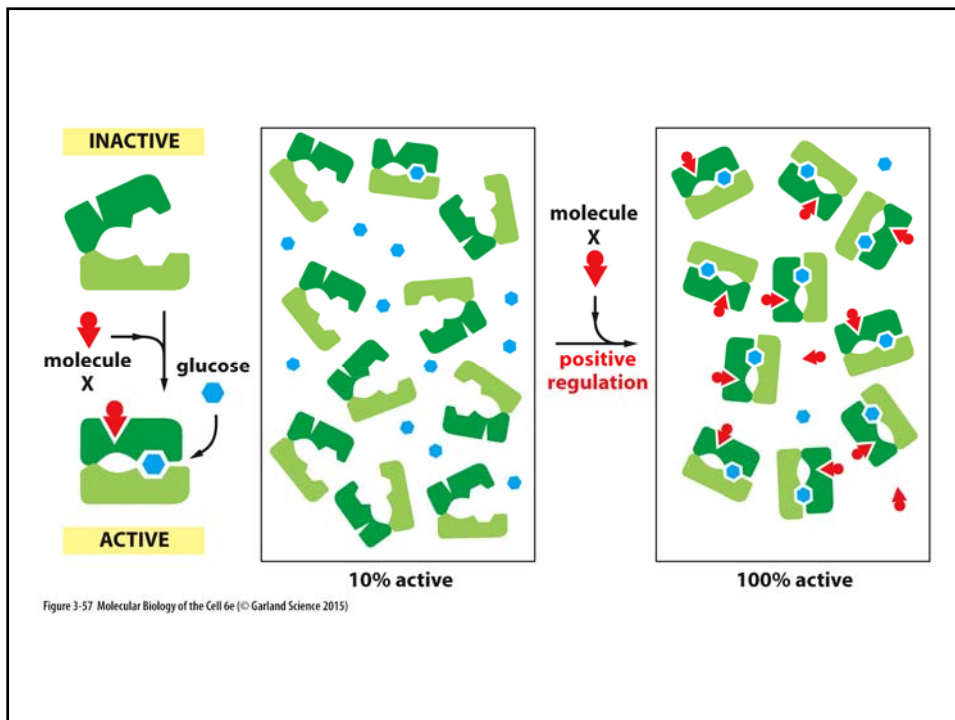 INACTIVE
molecule
X
glucose
ACTIVE
10% active
molecule
X
positive
regulation
100% active
Figure 3-57 Molecular Biology of the Cell 6e (© Garland Science 2015)